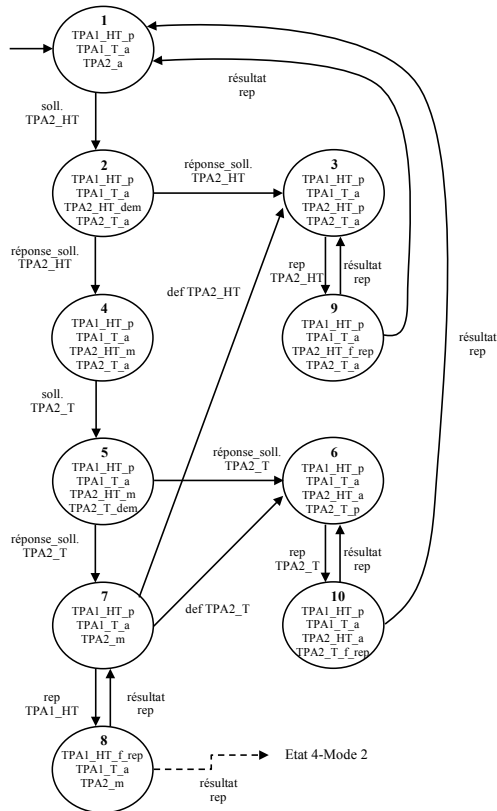 1
TPA1_HT_p
TPA1_T_a
TPA2_a
résultat
rep
soll.
TPA2_HT
2
TPA1_HT_p
TPA1_T_a
TPA2_HT_dem
TPA2_T_a
réponse_soll.
TPA2_HT
3
TPA1_HT_p
TPA1_T_a
TPA2_HT_p
TPA2_T_a
réponse_soll.
TPA2_HT
def TPA2_HT
rep
TPA2_HT
résultat
rep
4
TPA1_HT_p
TPA1_T_a
TPA2_HT_m
TPA2_T_a
9
TPA1_HT_p
TPA1_T_a
TPA2_HT_f_rep
TPA2_T_a
résultat
rep
soll.
TPA2_T
5
TPA1_HT_p
TPA1_T_a
TPA2_HT_m
TPA2_T_dem
réponse_soll.
TPA2_T
6
TPA1_HT_p
TPA1_T_a
TPA2_HT_a
TPA2_T_p
réponse_soll.
TPA2_T
rep
TPA2_T
résultat
rep
7
TPA1_HT_p
TPA1_T_a
TPA2_m
def TPA2_T
10
TPA1_HT_p
TPA1_T_a
TPA2_HT_a
TPA2_T_f_rep
rep
TPA1_HT
résultat
rep
8
TPA1_HT_f_rep
TPA1_T_a
TPA2_m
résultat
rep
Etat 4-Mode 2